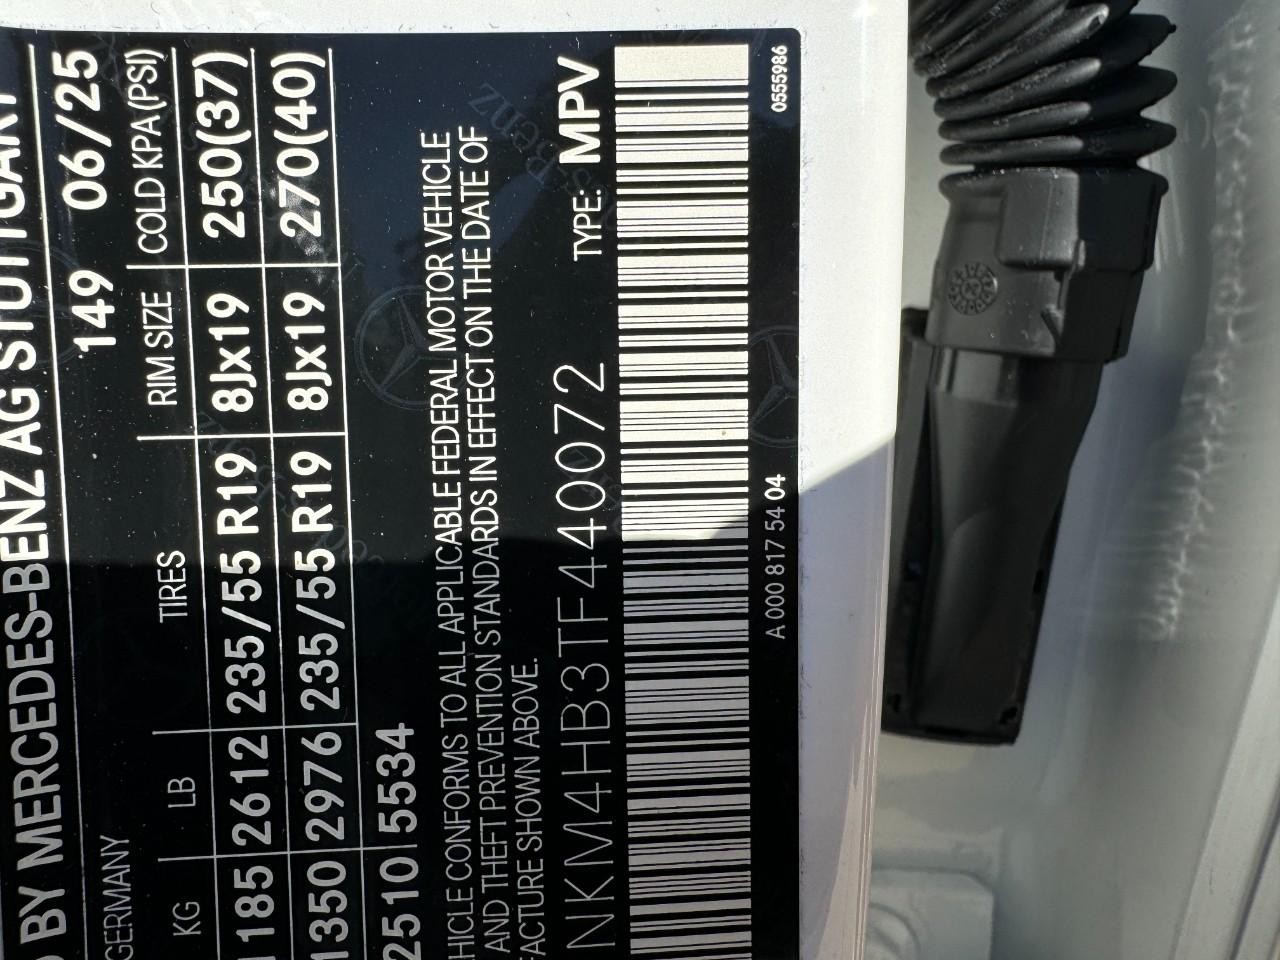 D BY MERCEDES-BENZ AG STUTTGART
GERMANY 149 06/25
KG LB TIRES RIM SIZE COLD KPA(PSI)
1185 2612 235/55 R19 8Jx19 250(37)
1350 2976 235/55 R19 8Jx19 270(40)
2510 5534
HICLE CONFORMS TO ALL APPLICABLE FEDERAL MOTOR VEHICLE
AND THEFT PREVENTION STANDARDS IN EFFECT ON THE DATE OF
ACTURE SHOWN ABOVE.
NKM4HB3TF440072 TYPE: MPV
A 000 817 54 04 0555986